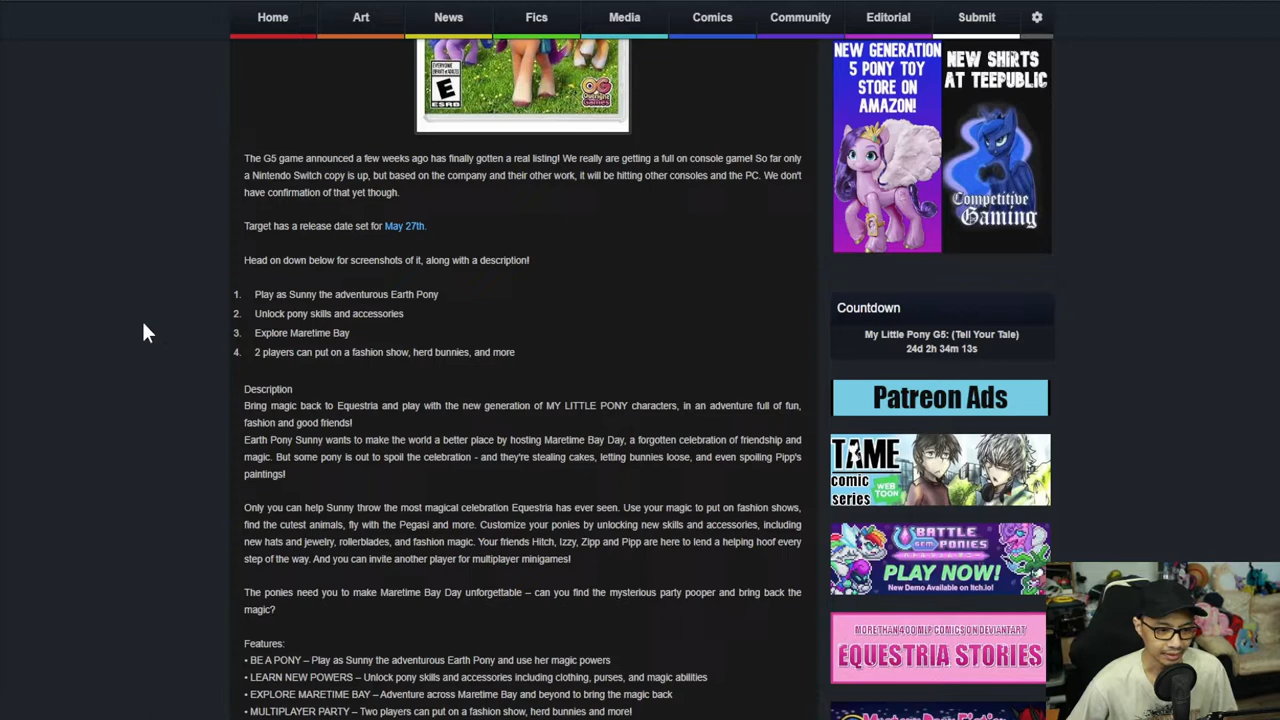 Home Art News Fics Media Comics Community Editorial Submit
EVERYONE
E
ESRB
OG
NEW GENERATION
5 PONY TOY
STORE ON
AMAZON!
NEW SHIRTS
AT TEEPUBLIC
Competitive
Gaming
The G5 game announced a few weeks ago has finally gotten a real listing! We really are getting a full on console game! So far only
a Nintendo Switch copy is up, but based on the company and their other work, it will be hitting other consoles and the PC. We don't
have confirmation of that yet though.
Target has a release date set for May 27th.
Head on down below for screenshots of it, along with a description!
1. Play as Sunny the adventurous Earth Pony
2. Unlock pony skills and accessories
3. Explore Maretime Bay
4. 2 players can put on a fashion show, herd bunnies, and more
Description
Bring magic back to Equestria and play with the new generation of MY LITTLE PONY characters, in an adventure full of fun,
fashion and good friends!
Earth Pony Sunny wants to make the world a better place by hosting Maretime Bay Day, a forgotten celebration of friendship and
magic. But some pony is out to spoil the celebration - and they're stealing cakes, letting bunnies loose, and even spoiling Pipp's
paintings!
Only you can help Sunny throw the most magical celebration Equestria has ever seen. Use your magic to put on fashion shows,
find the cutest animals, fly with the Pegasi and more. Customize your ponies by unlocking new skills and accessories, including
new hats and jewelry, rollerblades, and fashion magic. Your friends Hitch, Izzy, Zipp and Pipp are here to lend a helping hoof every
step of the way. And you can invite another player for multiplayer minigames!
The ponies need you to make Maretime Bay Day unforgettable – can you find the mysterious party pooper and bring back the
magic?
Features:
• BE A PONY – Play as Sunny the adventurous Earth Pony and use her magic powers
• LEARN NEW POWERS – Unlock pony skills and accessories including clothing, purses, and magic abilities
• EXPLORE MARETIME BAY – Adventure across Maretime Bay and beyond to bring the magic back
• MULTIPLAYER PARTY – Two players can put on a fashion show, herd bunnies and more!
Countdown
My Little Pony G5: (Tell Your Tale)
24d 2h 34m 13s
Patreon Ads
TAME
comic
series
WEB
TOON
BATTLE
GEM PONIES
PLAY NOW!
New Demo Available on Itch.io!
MORE THAN 400 MLP COMICS ON DEVIANTART
EQUESTRIA STORIES